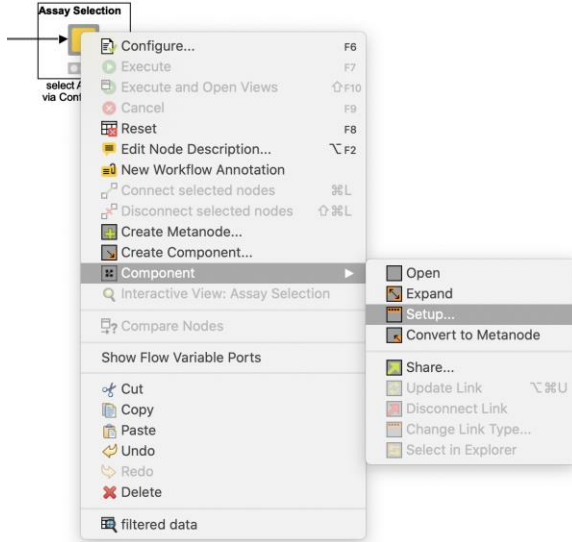 Assay Selection
select A
via Conf
Configure... F6
Execute F7
Execute and Open Views ⇧F10
Cancel F9
Reset F8
Edit Node Description... ⌥F2
New Workflow Annotation
Connect selected nodes ⌘L
Disconnect selected nodes ⇧⌘L
Create Metanode...
Create Component...
Component ▶
Interactive View: Assay Selection
Compare Nodes
Show Flow Variable Ports
Cut
Copy
Paste
Undo
Redo
Delete
filtered data
Open
Expand
Setup...
Convert to Metanode
Share...
Update Link ⌥⌘U
Disconnect Link
Change Link Type...
Select in Explorer